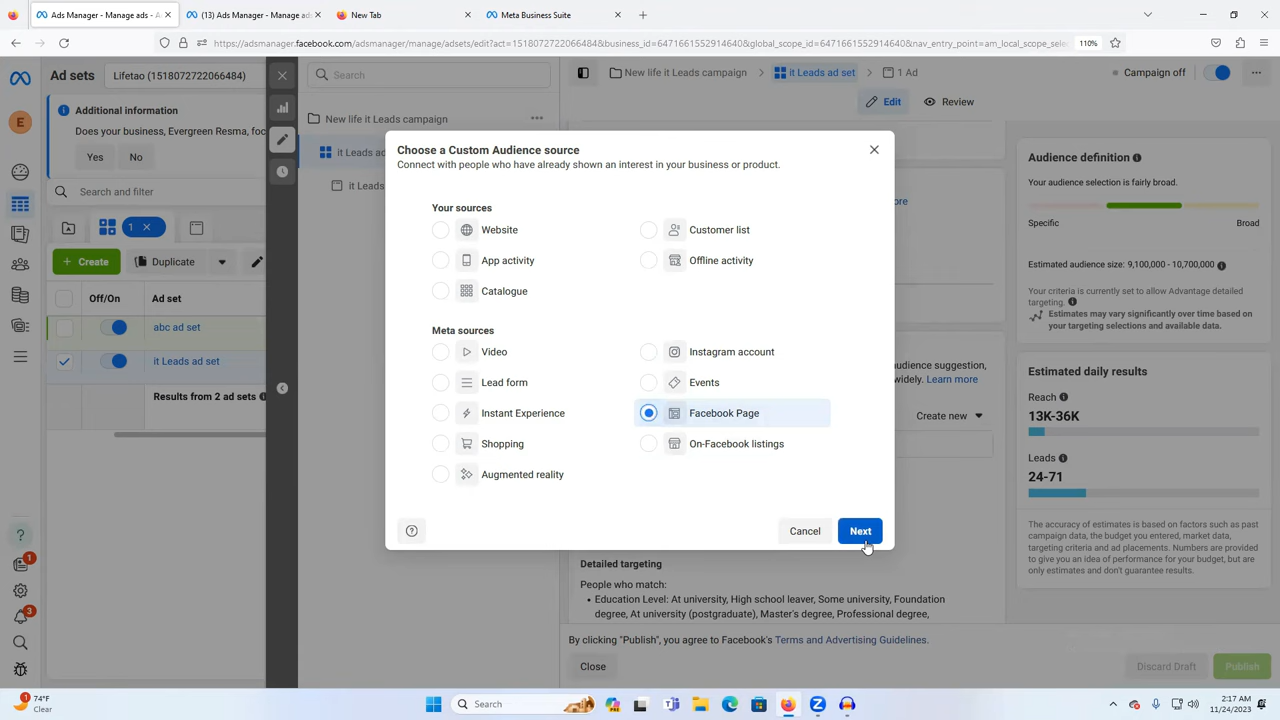 Ads Manager - Manage ads - A
(13) Ads Manager - Manage ads
New Tab
Meta Business Suite
https://adsmanager.facebook.com/adsmanager/manage/adsets/edit?act=1518072722066484&business_id=6471661552914640&global_scope_id=6471661552914640&nav_entry_point=am_local_scope_sele
110%
Ad sets
Lifetao (1518072722066484)
Search
New life it Leads campaign
it Leads ad set
1 Ad
Campaign off
Edit
Review
Additional information
Does your business, Evergreen Resma, fo
Yes
No
New life it Leads campaign
it Leads ad
it Leads
Search and filter
1
Create
Duplicate
Off/On
Ad set
abc ad set
it Leads ad set
Results from 2 ad sets
Choose a Custom Audience source
Connect with people who have already shown an interest in your business or product.
Your sources
Website
Customer list
App activity
Offline activity
Catalogue
Meta sources
Video
Instagram account
Lead form
Events
Instant Experience
Facebook Page
Shopping
On-Facebook listings
Augmented reality
Cancel
Next
ore
udience suggestion,
widely. Learn more
Create new
Detailed targeting
People who match:
• Education Level: At university, High school leaver, Some university, Foundation
degree, At university (postgraduate), Master's degree, Professional degree,
By clicking "Publish", you agree to Facebook's Terms and Advertising Guidelines.
Close
Discard Draft
Publish
Audience definition
Your audience selection is fairly broad.
Specific
Broad
Estimated audience size: 9,100,000 - 10,700,000
Your criteria is currently set to allow Advantage detailed
targeting.
Estimates may vary significantly over time based on
your targeting selections and available data.
Estimated daily results
Reach
13K-36K
Leads
24-71
The accuracy of estimates is based on factors such as past
campaign data, the budget you entered, market data,
targeting criteria and ad placements. Numbers are provided
to give you an idea of performance for your budget, but are
only estimates and don't guarantee results.
E
1
3
1
74°F
Clear
Search
2:17 AM
11/24/2023